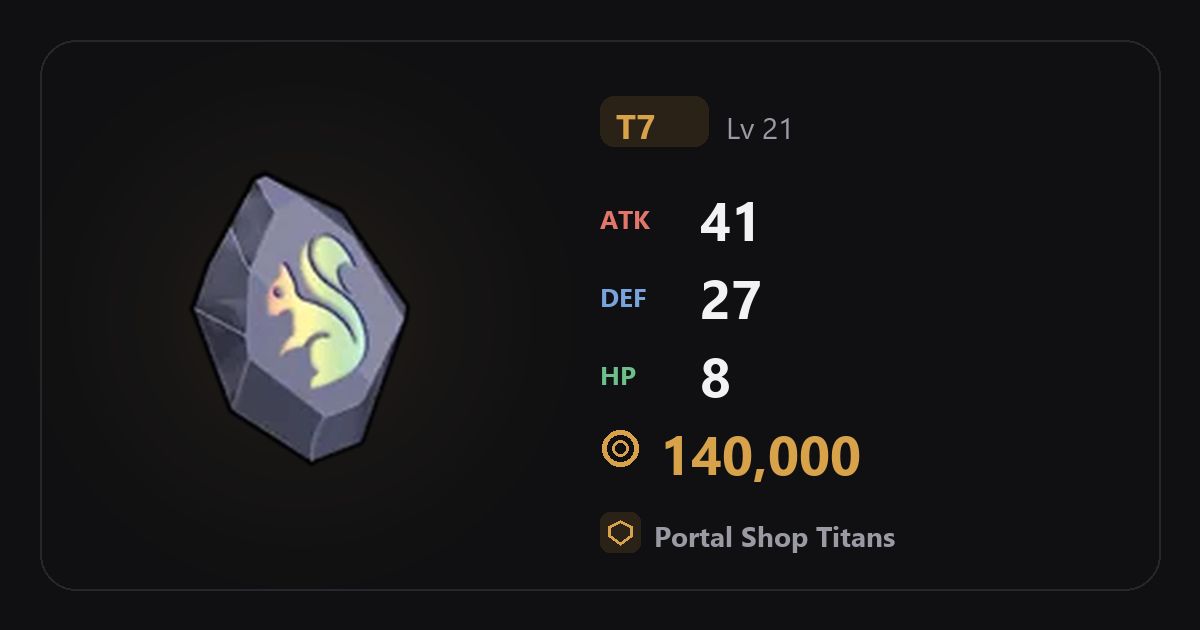 T7 Lv 21
ATK 41
DEF 27
HP 8
140,000
Portal Shop Titans